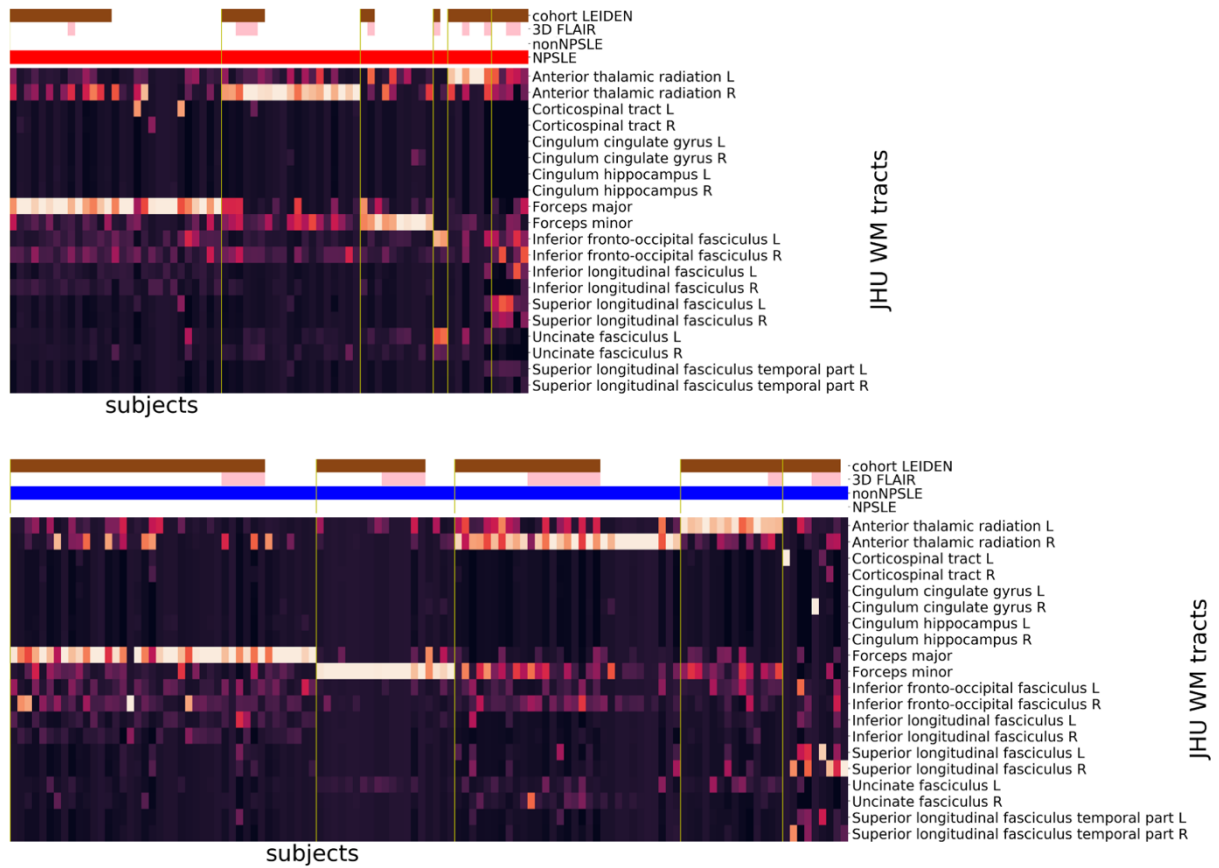 cohort LEIDEN
3D FLAIR
nonNPSLE
NPSLE
Anterior thalamic radiation L
Anterior thalamic radiation R
Corticospinal tract L
Corticospinal tract R
Cingulum cingulate gyrus L
Cingulum cingulate gyrus R
Cingulum hippocampus L
Cingulum hippocampus R
Forceps major
Forceps minor
Inferior fronto-occipital fasciculus L
Inferior fronto-occipital fasciculus R
Inferior longitudinal fasciculus L
Inferior longitudinal fasciculus R
Superior longitudinal fasciculus L
Superior longitudinal fasciculus R
Uncinate fasciculus L
Uncinate fasciculus R
Superior longitudinal fasciculus temporal part L
Superior longitudinal fasciculus temporal part R
JHU WM tracts
subjects
cohort LEIDEN
3D FLAIR
nonNPSLE
NPSLE
Anterior thalamic radiation L
Anterior thalamic radiation R
Corticospinal tract L
Corticospinal tract R
Cingulum cingulate gyrus L
Cingulum cingulate gyrus R
Cingulum hippocampus L
Cingulum hippocampus R
Forceps major
Forceps minor
Inferior fronto-occipital fasciculus L
Inferior fronto-occipital fasciculus R
Inferior longitudinal fasciculus L
Inferior longitudinal fasciculus R
Superior longitudinal fasciculus L
Superior longitudinal fasciculus R
Uncinate fasciculus L
Uncinate fasciculus R
Superior longitudinal fasciculus temporal part L
Superior longitudinal fasciculus temporal part R
JHU WM tracts
subjects